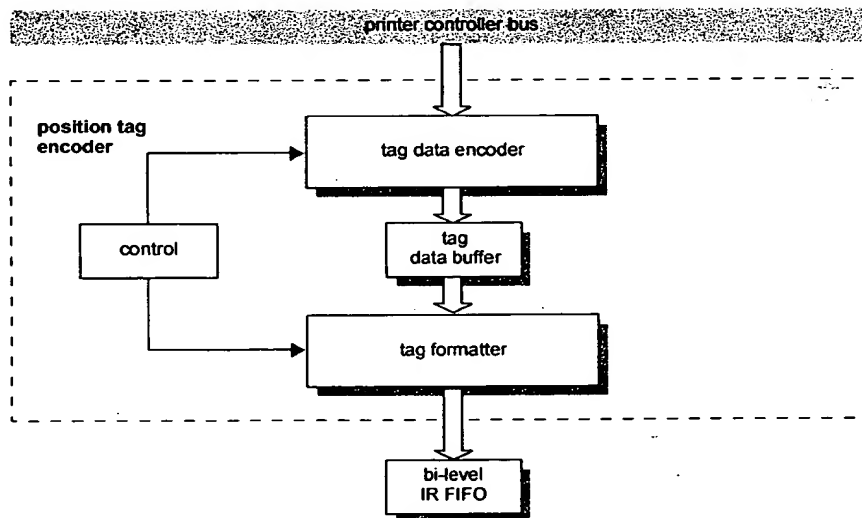 printer controller bus
position tag
encoder
tag data encoder
control
tag
data buffer
tag formatter
bi-level
IR FIFO